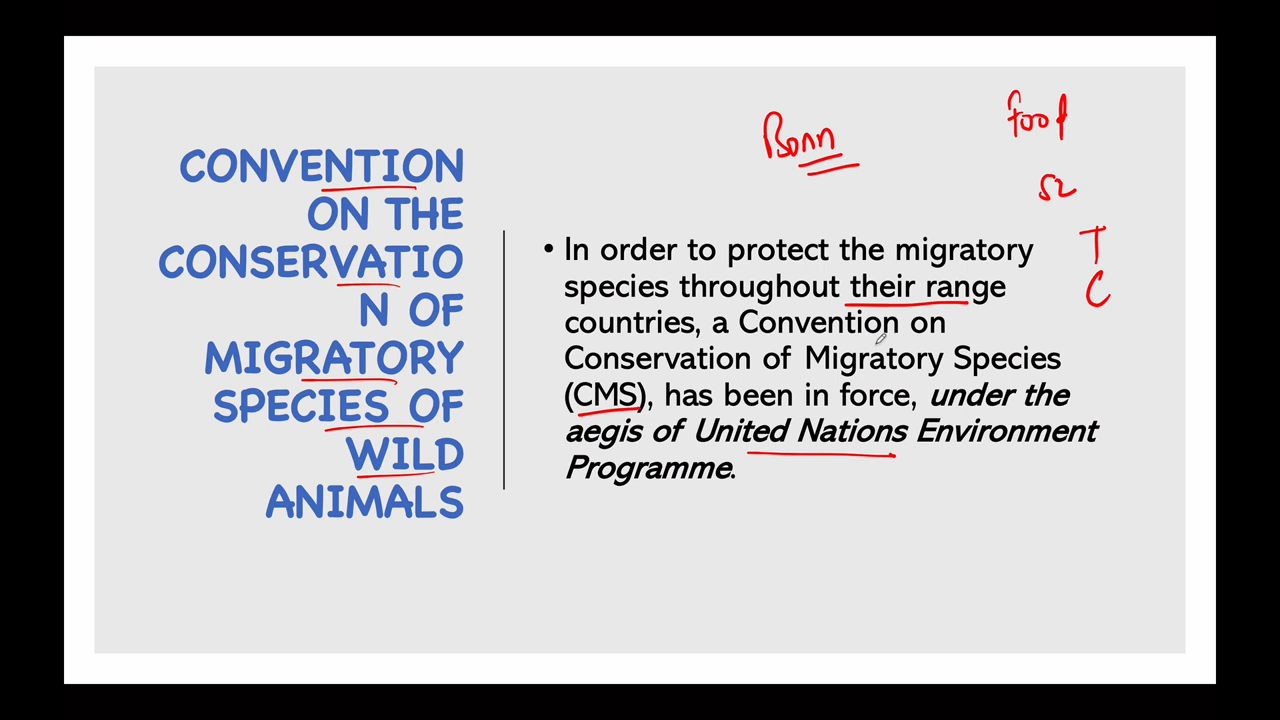 CONVENTION
ON THE
CONSERVATIO
N OF
MIGRATORY
SPECIES OF
WILD
ANIMALS
Bonn
food
T
C
• In order to protect the migratory
species throughout their range
countries, a Convention on
Conservation of Migratory Species
(CMS), has been in force, under the
aegis of United Nations Environment
Programme.